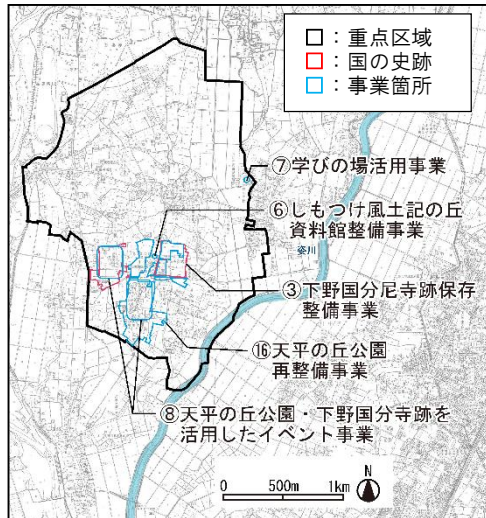 ：重点区域
：国の史跡
：事業箇所
⑦学びの場活用事業
⑥しもつけ風土記の丘
資料館整備事業
姿川
③下野国分尼寺跡保存
整備事業
⑯天平の丘公園
再整備事業
⑧天平の丘公園・下野国分寺跡を
活用したイベント事業
0 500m 1km
N